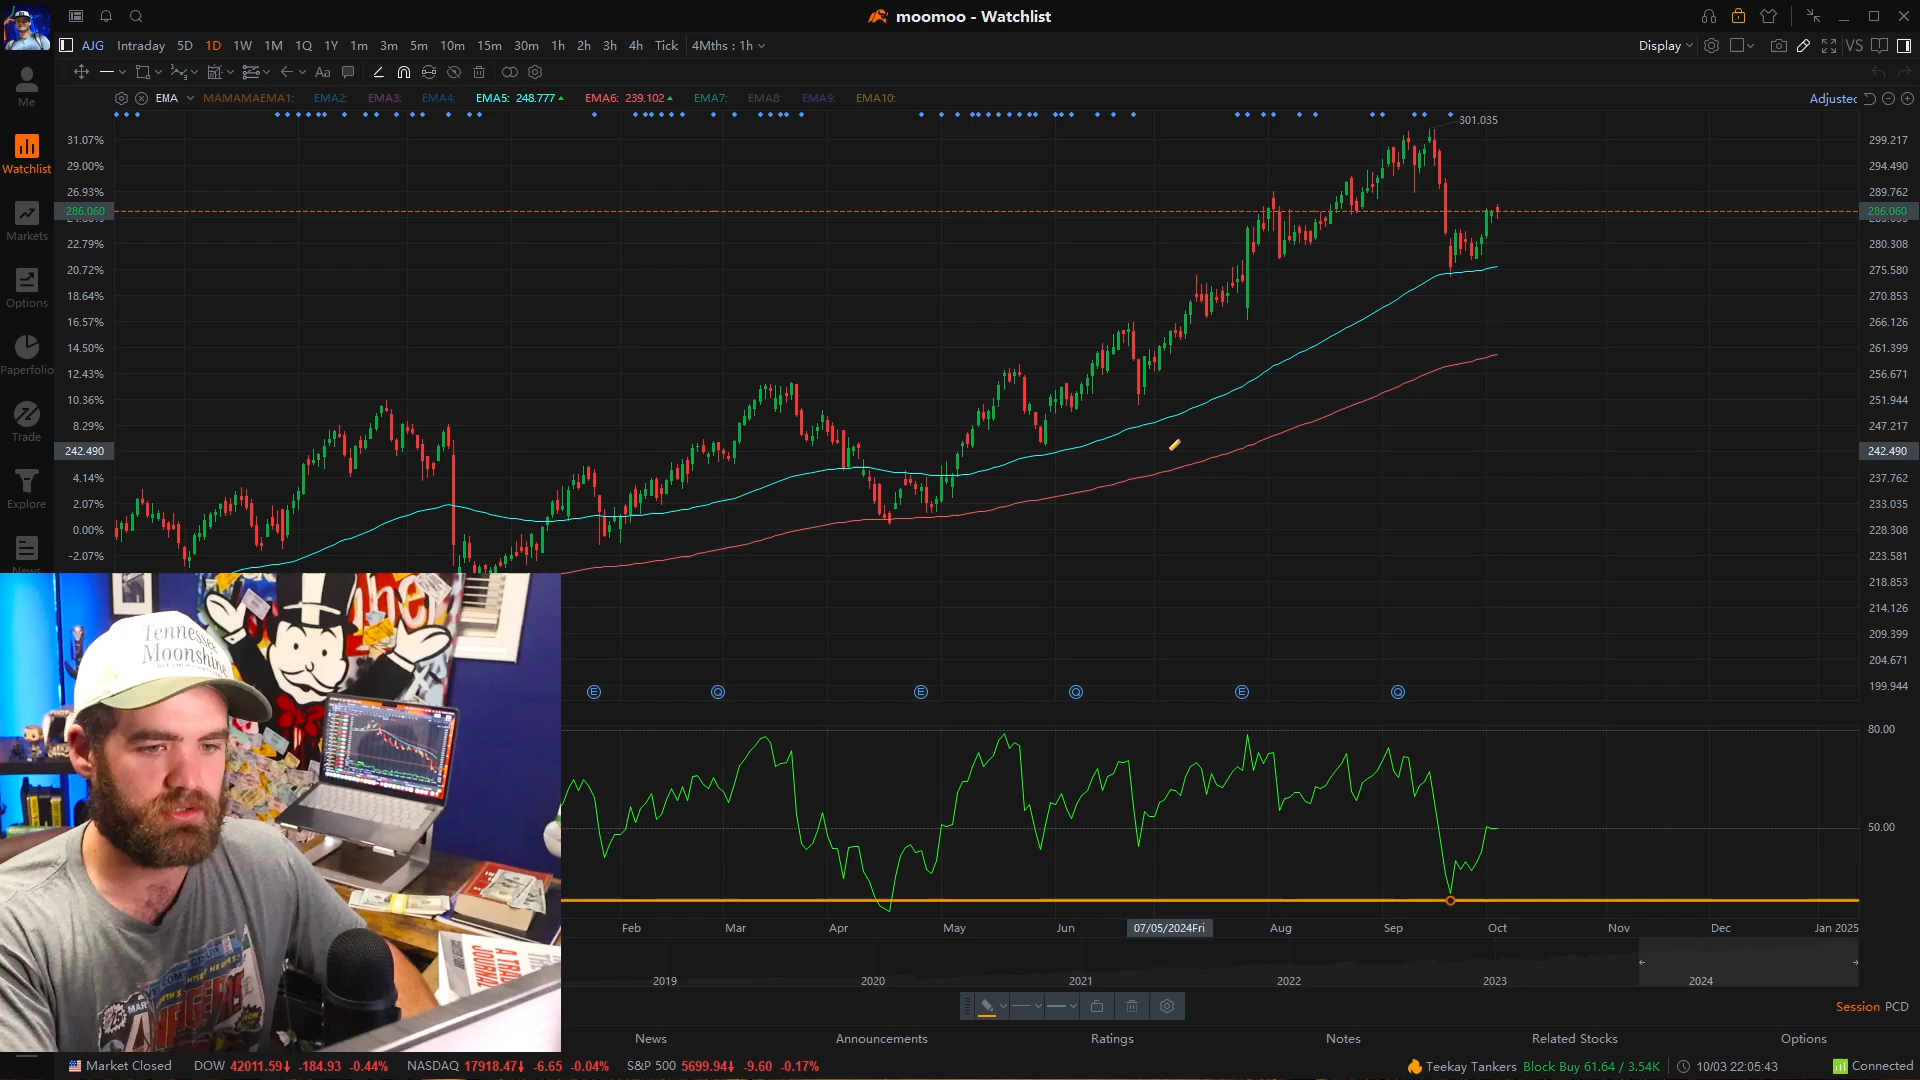 moomoo - Watchlist
AJG Intraday 5D 1D 1W 1M 1Q 1Y 1m 3m 5m 10m 15m 30m 1h 2h 3h 4h Tick 4Mths : 1h
Display
VS
Aa
EMA MAMAMAEMA1: EMA2: EMA3: EMA4: EMA5: 248.777 EMA6: 239.102 EMA7: EMA8: EMA9: EMA10:
Adjusted
Me
Watchlist
Markets
Options
Paperfolio
Trade
Explore
News
301.035
31.07% 299.217
29.00% 294.490
26.93% 289.762
286.060 286.060
22.79% 280.308
20.72% 275.580
18.64% 270.853
16.57% 266.126
14.50% 261.399
12.43% 256.671
10.36% 251.944
8.29% 247.217
242.490 242.490
4.14% 237.762
2.07% 233.035
0.00% 228.308
-2.07% 223.581
218.853
214.126
209.399
204.671
199.944
E Q E Q E Q
80.00
50.00
Feb Mar Apr May Jun 07/05/2024Fri Aug Sep Oct Nov Dec Jan 2025
2019 2020 2021 2022 2023 2024
Session PCD
News Announcements Ratings Notes Related Stocks Options
Market Closed DOW 42011.59 -184.93 -0.44% NASDAQ 17918.47 -6.65 -0.04% S&P 500 5699.94 -9.60 -0.17%
Teekay Tankers Block Buy 61.64 / 3.54K 10/03 22:05:43 Connected
Tennessee
Moonshine